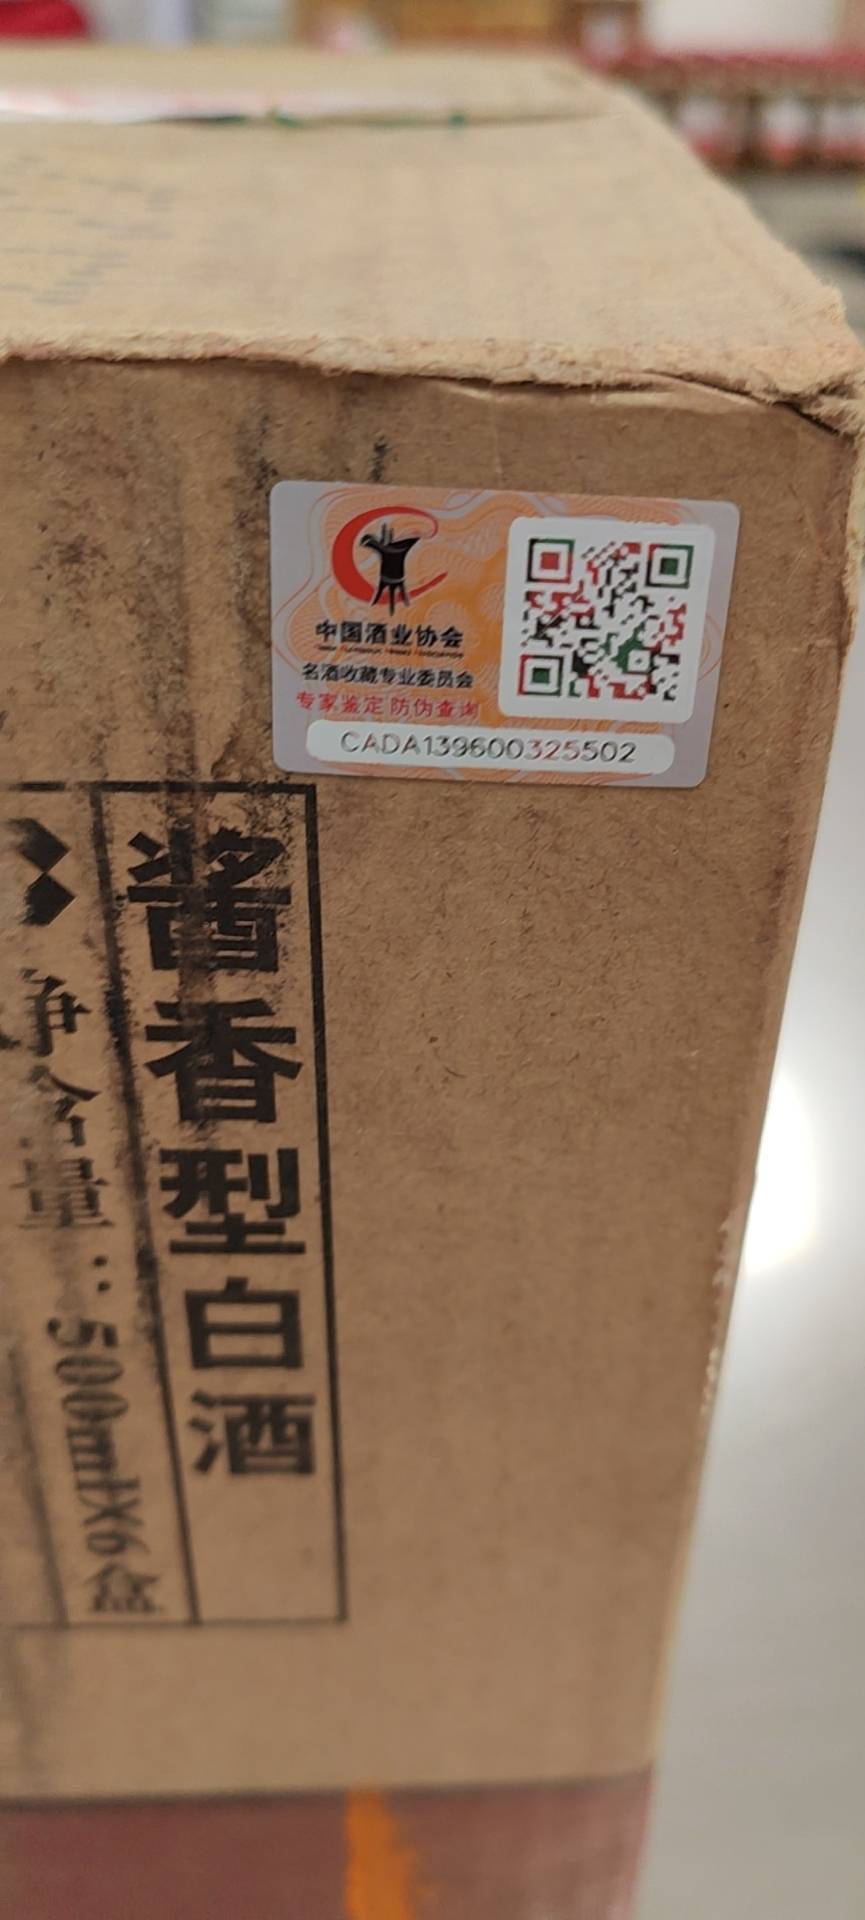 中国酒业协会
名酒收藏专业委员会
专家鉴定 防伪查询
CADA139600325502
酱香型白酒
净含量：500ml×6盒